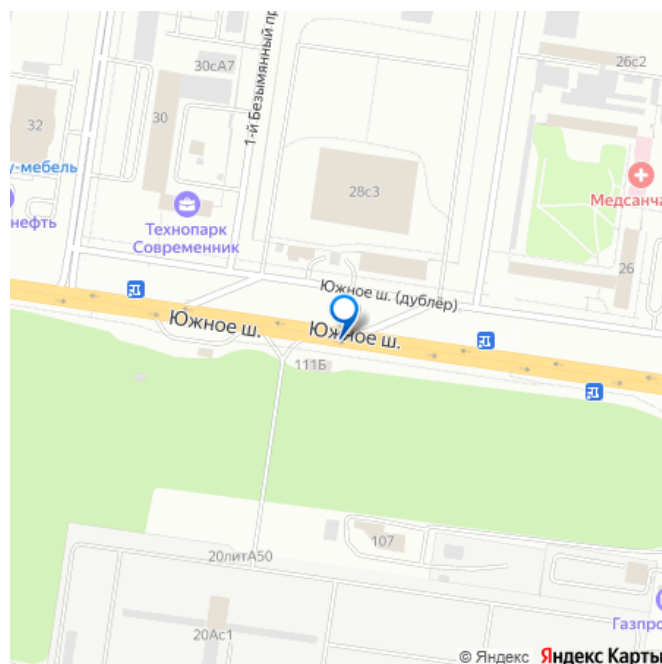 30сА7
1-й Безымянный пр
26с2
32
30
у-мебель
28с3
Медсанча
нефть
Технопарк
Современник
26
Южное ш. (дублёр)
Южное ш.
Южное ш.
111Б
107
20литА50
20Ас1
Газпро
© Яндекс Яндекс Карты